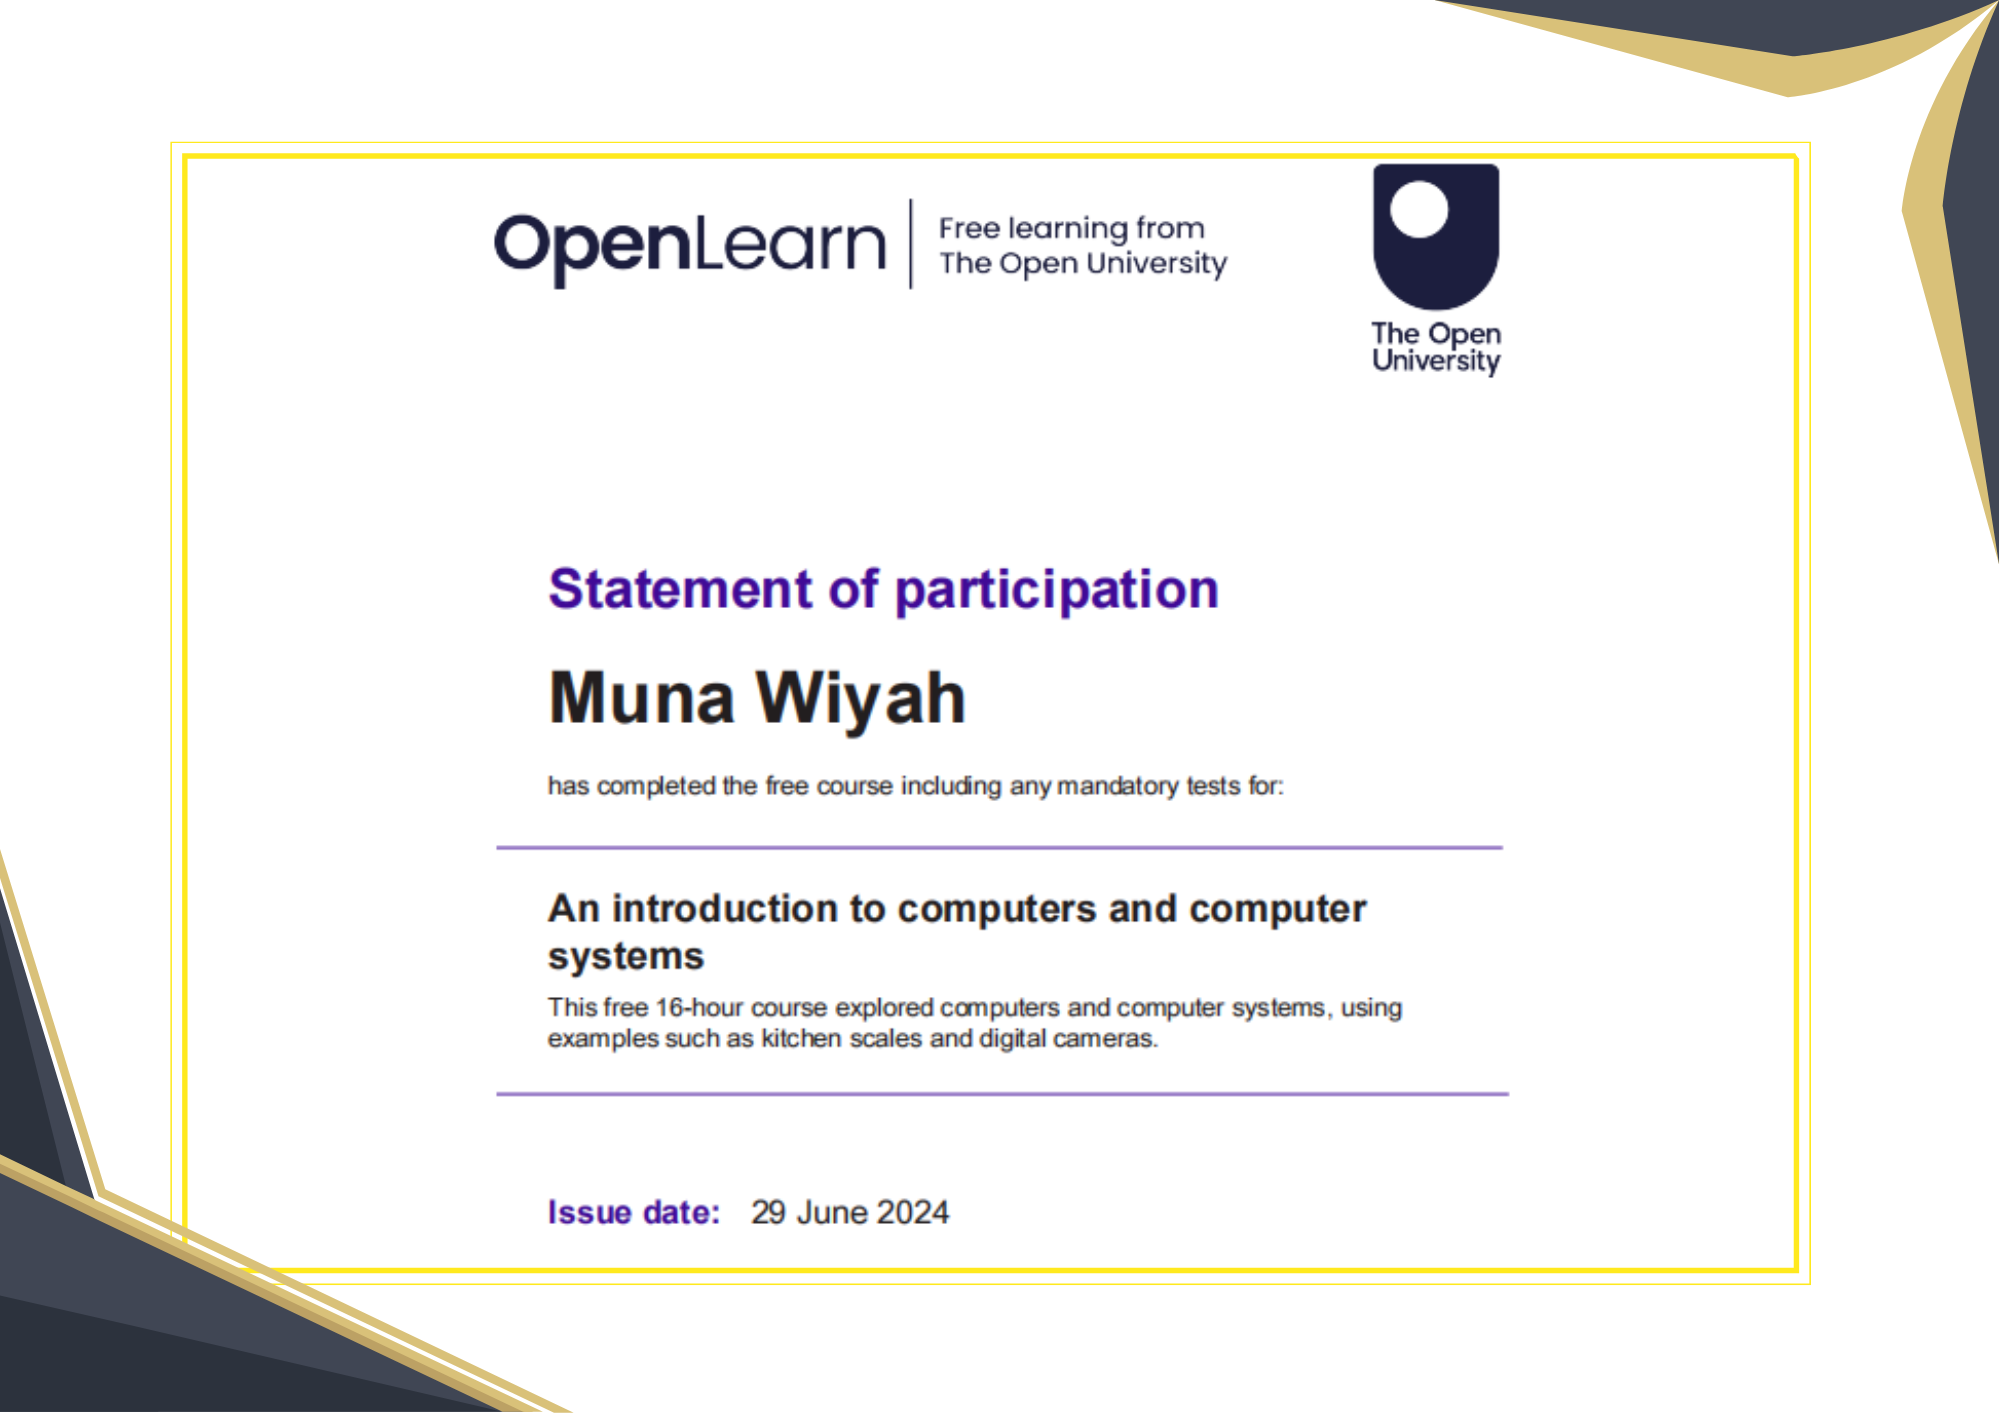 OpenLearn
Free learning from
The Open University
The Open
University
Statement of participation
Muna Wiyah
has completed the free course including any mandatory tests for:
An introduction to computers and computer
systems
This free 16-hour course explored computers and computer systems, using
examples such as kitchen scales and digital cameras.
Issue date: 29 June 2024